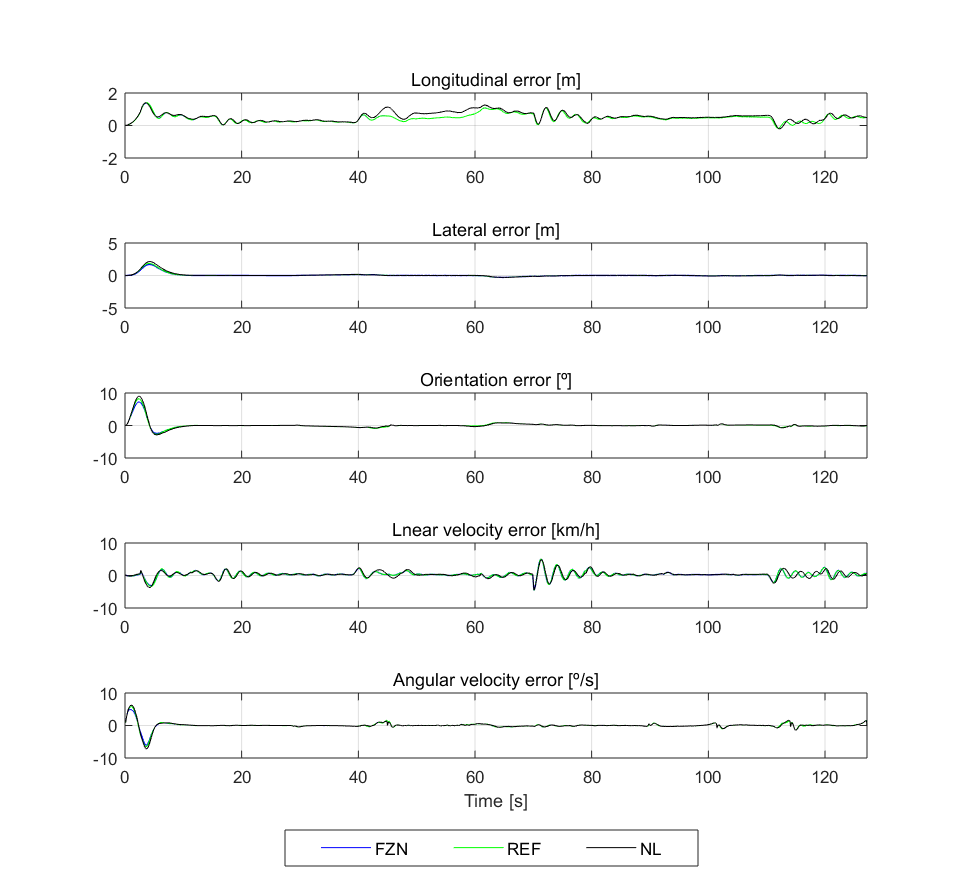 Longitudinal error [m]
2
0
-2
0 20 40 60 80 100 120
Lateral error [m]
5
0
-5
0 20 40 60 80 100 120
Orientation error [º]
10
0
-10
0 20 40 60 80 100 120
Lnear velocity error [km/h]
10
0
-10
0 20 40 60 80 100 120
Angular velocity error [º/s]
10
0
-10
0 20 40 60 80 100 120
Time [s]
FZN REF NL